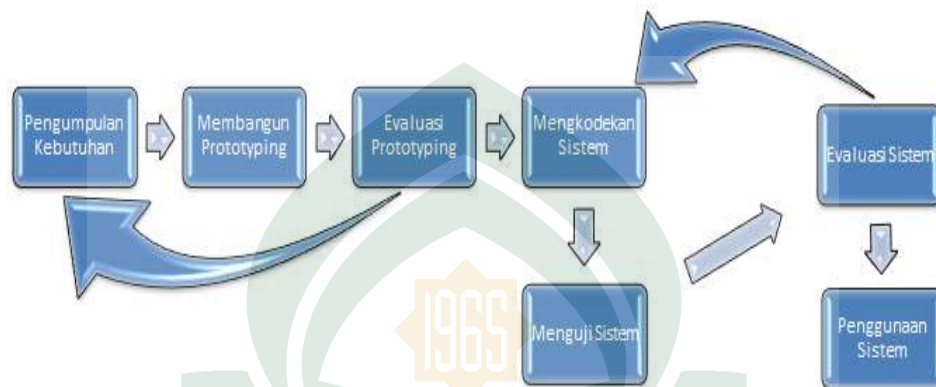 Pengumpulan
Kebutuhan
Membangun
Prototyping
Evaluasi
Prototyping
Mengkodekan
Sistem
Evaluasi Sistem
Menguji Sistem
Penggunaan
Sistem
1965